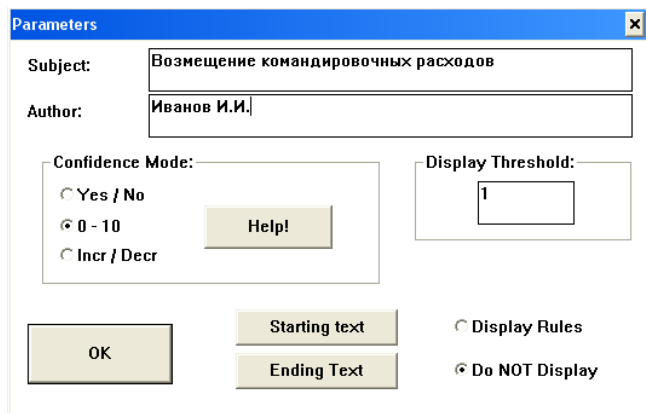 Parameters
Subject:
Возмещение командировочных расходов
Author:
Иванов И.И.
Confidence Mode:
Yes / No
0 - 10
Incr / Decr
Help!
Display Threshold:
1
OK
Starting text
Ending Text
Display Rules
Do NOT Display